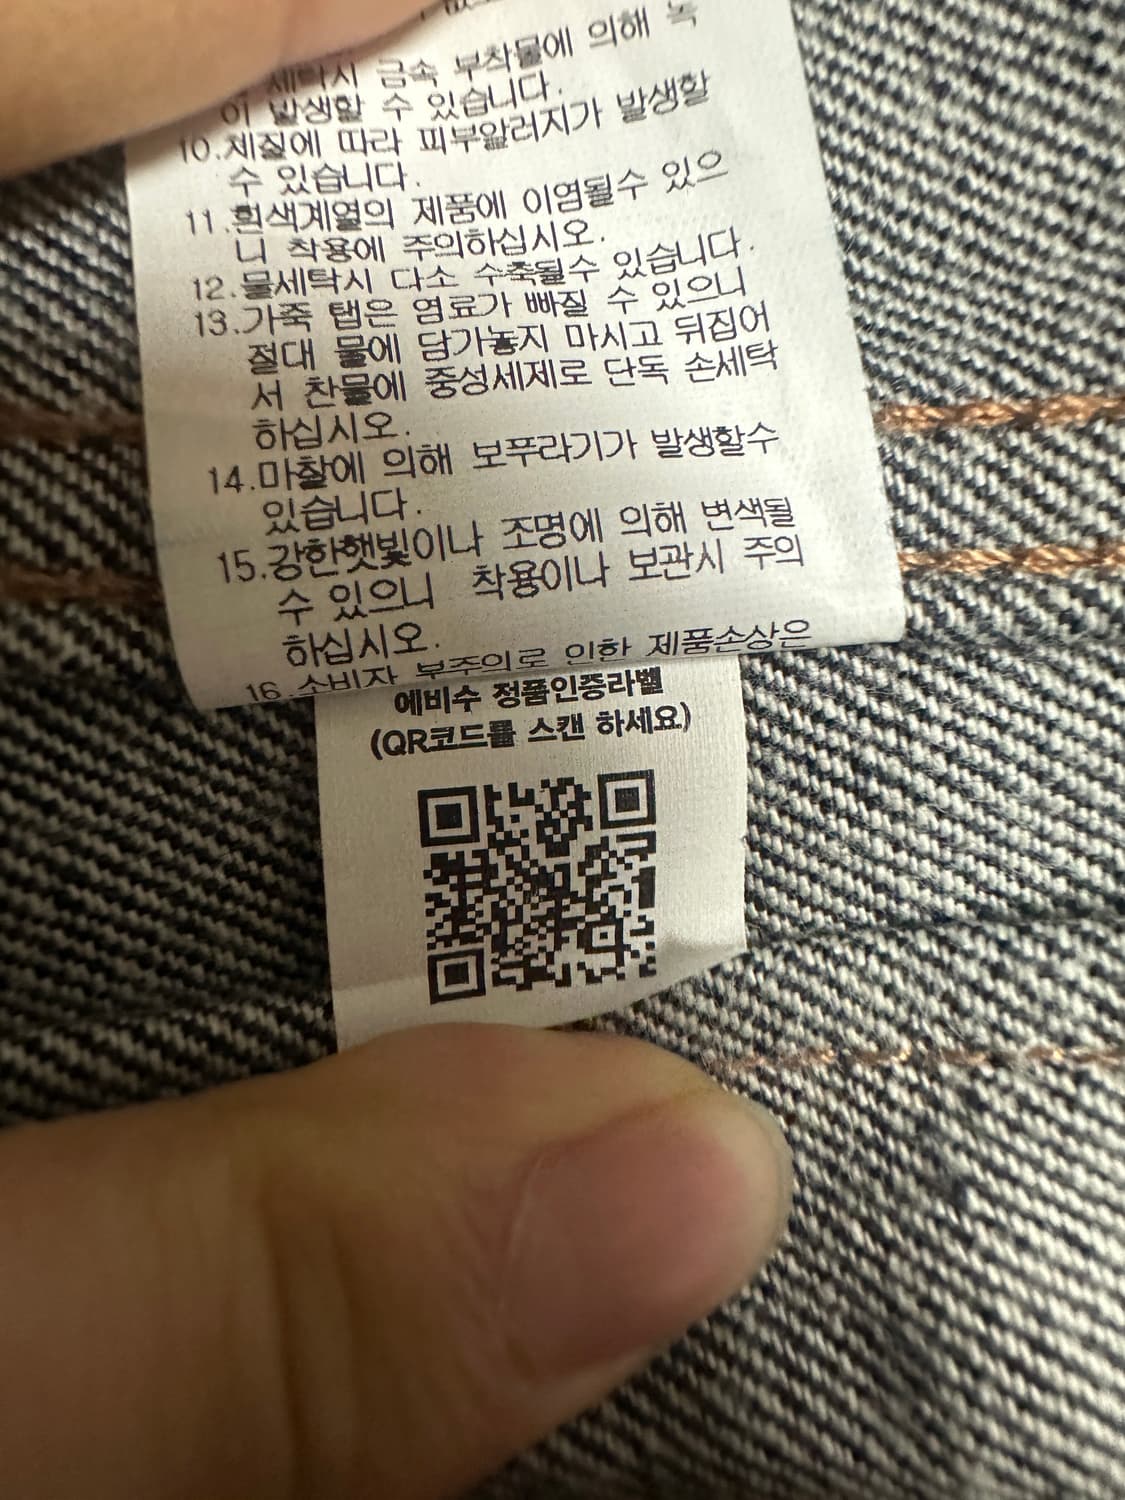 세탁시 금속 부착물에 의해 녹
이 발생할 수 있습니다.
10.체질에 따라 피부알러지가 발생할
수 있습니다.
11.흰색계열의 제품에 이염될수 있으
니 착용에 주의하십시오.
12.물세탁시 다소 수축될수 있습니다.
13.가죽 탭은 염료가 빠질 수 있으니
절대 물에 담가놓지 마시고 뒤집어
서 찬물에 중성세제로 단독 손세탁
하십시오.
14.마찰에 의해 보푸라기가 발생할수
있습니다.
15.강한햇빛이나 조명에 의해 변색될
수 있으니 착용이나 보관시 주의
하십시오.
16.소비자 부주의로 인한 제품손상은
에비수 정품인증라벨
(QR코드를 스캔 하세요)